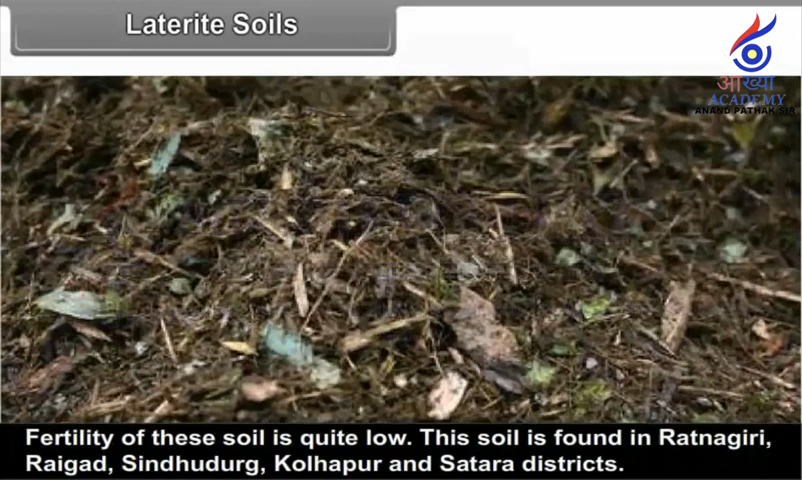 Laterite Soils
आख्या
ACADEMY
ANAND PATHAK SIR
Fertility of these soil is quite low. This soil is found in Ratnagiri,
Raigad, Sindhudurg, Kolhapur and Satara districts.